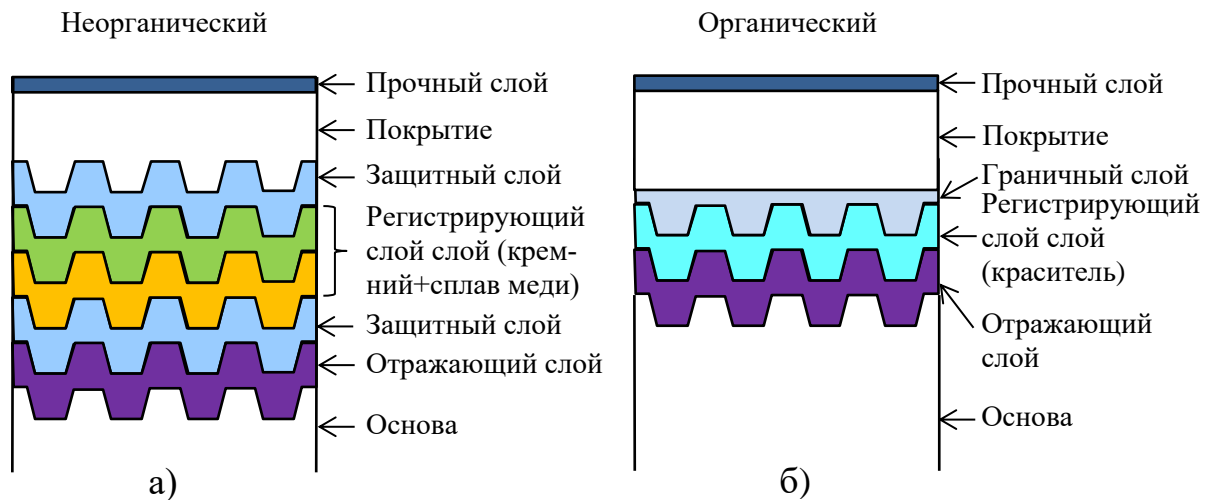 Неорганический
Прочный слой
Покрытие
Защитный слой
Регистрирующий
слой слой (крем-
ний+сплав меди)
Защитный слой
Отражающий слой
Основа
а)
Органический
Прочный слой
Покрытие
Граничный слой
Регистрирующий
слой слой
(краситель)
Отражающий
слой
Основа
б)